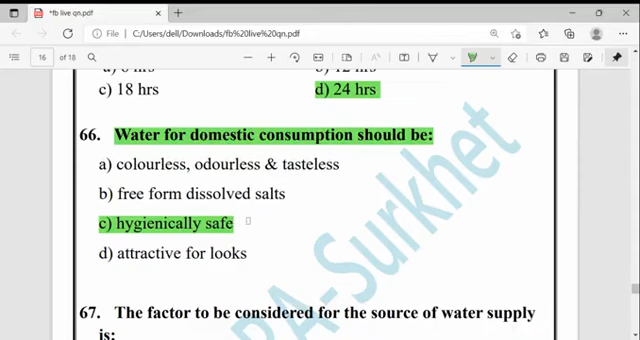 *fb live qn.pdf
File | C:/Users/dell/Downloads/fb%20live%20qn.pdf
16 of 18
b) 12 hrs
c) 18 hrs d) 24 hrs
66. Water for domestic consumption should be:
a) colourless, odourless & tasteless
b) free form dissolved salts
c) hygienically safe
d) attractive for looks
67. The factor to be considered for the source of water supply
is:
PA-Surkhet